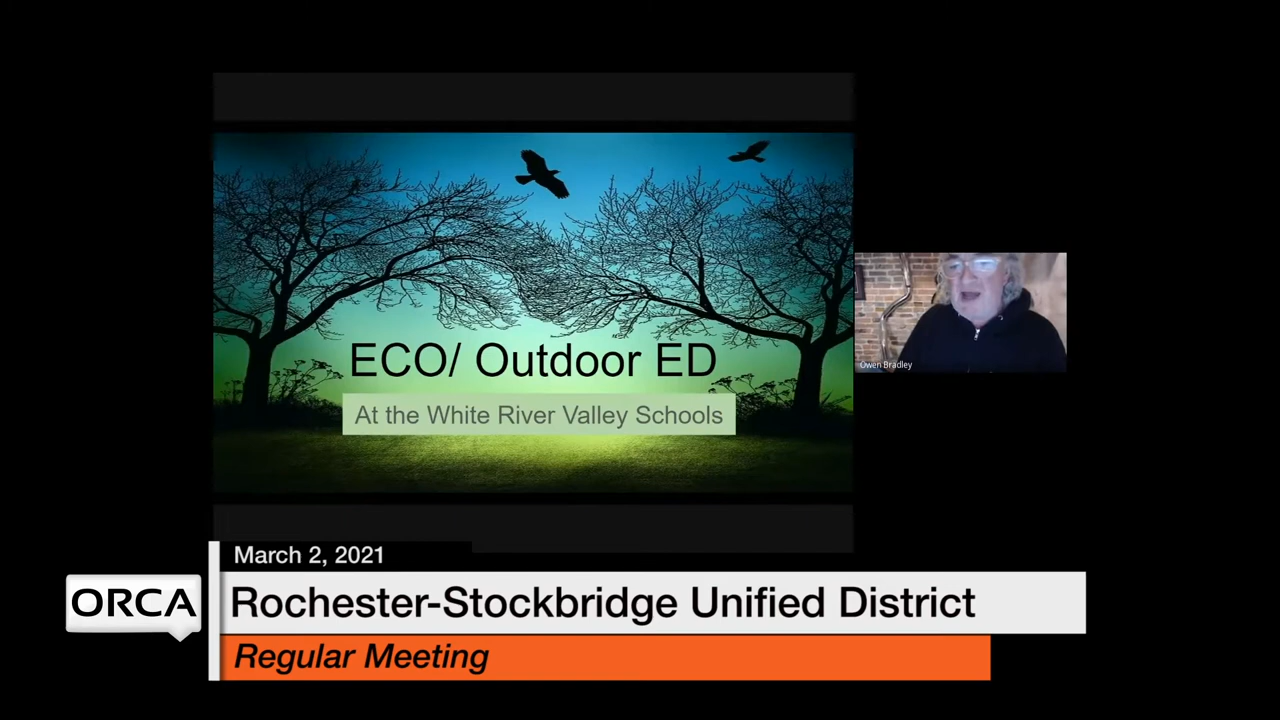 ECO/ Outdoor ED
At the White River Valley Schools
Owen Bradley
March 2, 2021
ORCA
Rochester-Stockbridge Unified District
Regular Meeting